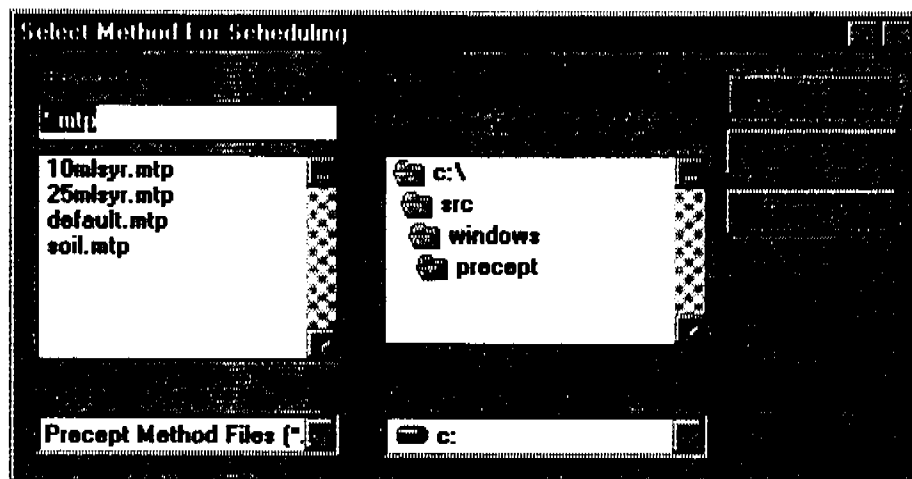 Select Method For Scheduling
*.mtp
10mlsyr.mtp
25mlsyr.mtp
default.mtp
soil.mtp
c:\
src
windows
precept
Precept Method Files (*.
c: